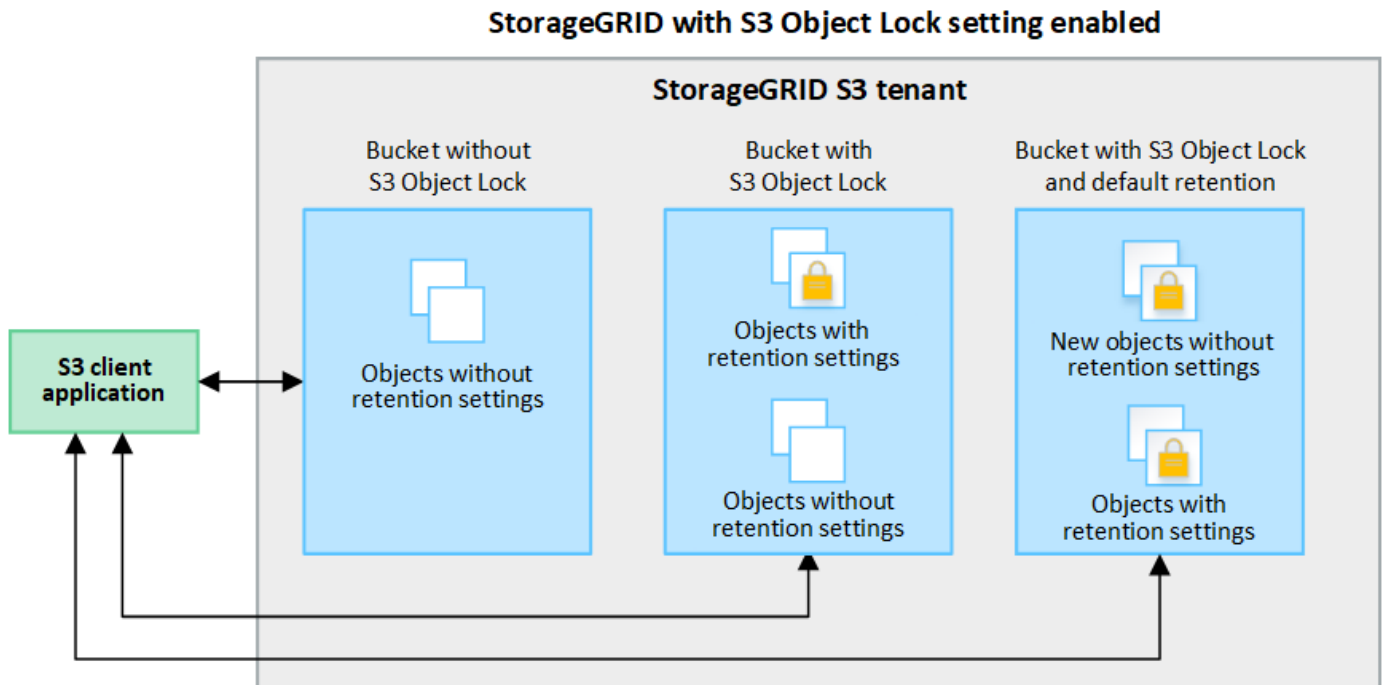 StorageGRID with S3 Object Lock setting enabled
StorageGRID S3 tenant
Bucket without
S3 Object Lock
Bucket with
S3 Object Lock
Bucket with S3 Object Lock
and default retention
S3 client
application
Objects without
retention settings
Objects with
retention settings
Objects without
retention settings
New objects without
retention settings
Objects with
retention settings